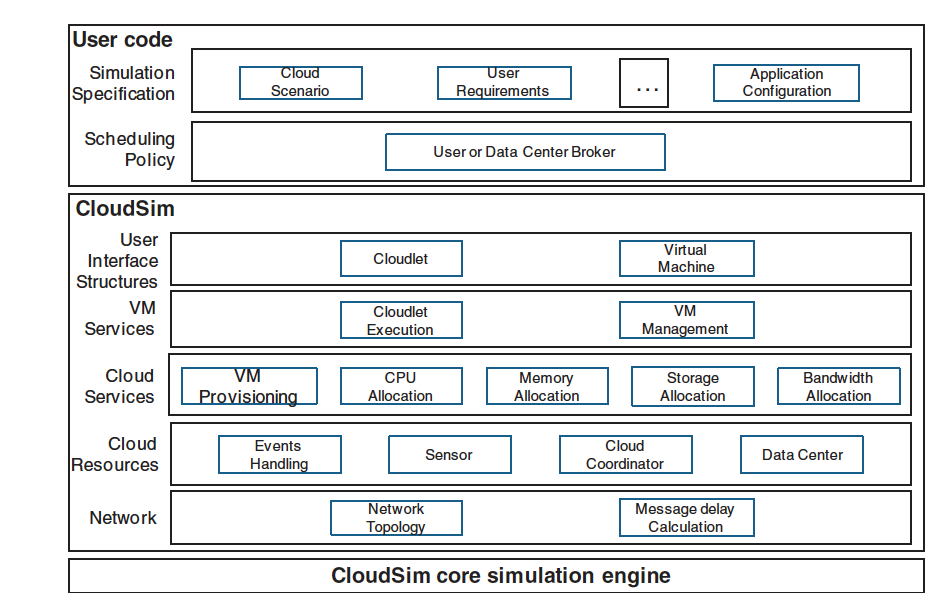 User code
Simulation
Specification
Cloud
Scenario
User
Requirements
...
Application
Configuration
Scheduling
Policy
User or Data Center Broker
CloudSim
User
Interface
Structures
Cloudlet
Virtual
Machine
VM
Services
Cloudlet
Execution
VM
Management
Cloud
Services
VM
Provisioning
CPU
Allocation
Memory
Allocation
Storage
Allocation
Bandwidth
Allocation
Cloud
Resources
Events
Handling
Sensor
Cloud
Coordinator
Data Center
Network
Network
Topology
Message delay
Calculation
CloudSim core simulation engine